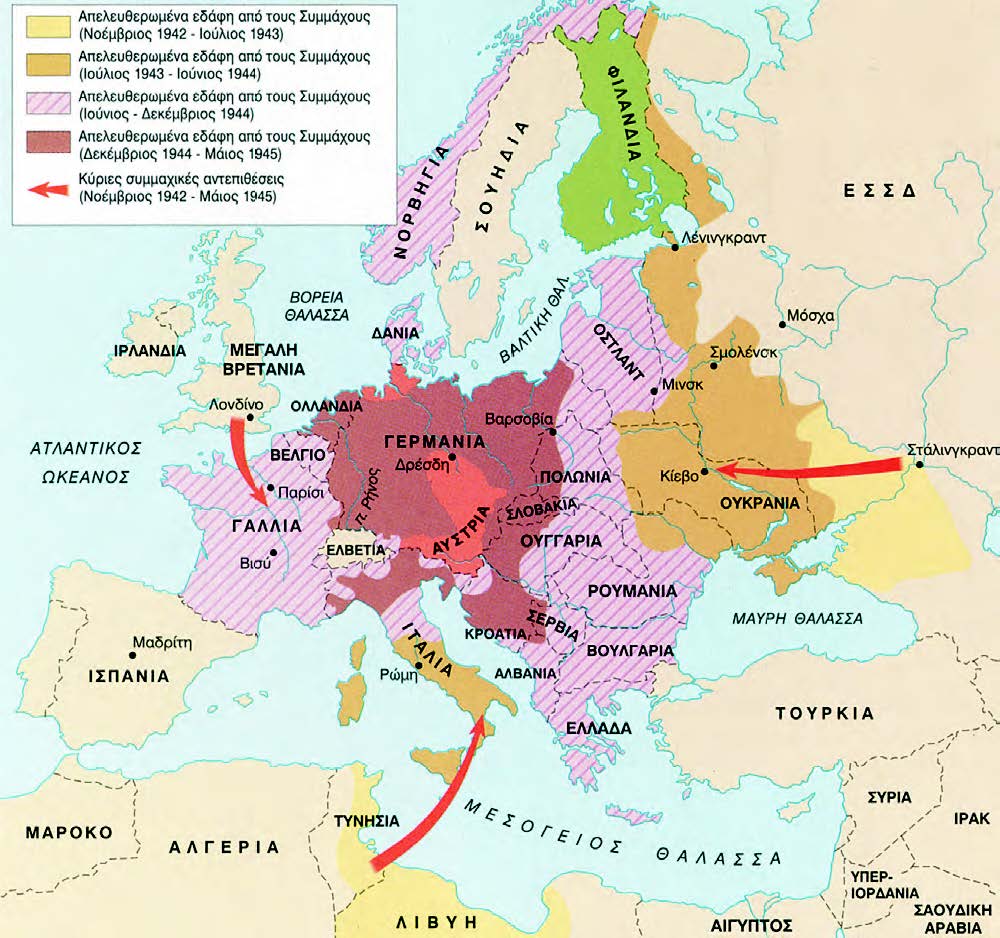 Απελευθερωμένα εδάφη από τους Συμμάχους
(Νοέμβριος 1942 - Ιούλιος 1943)
Απελευθερωμένα εδάφη από τους Συμμάχους
(Ιούλιος 1943 - Ιούνιος 1944)
Απελευθερωμένα εδάφη από τους Συμμάχους
(Ιούνιος - Δεκέμβριος 1944)
Απελευθερωμένα εδάφη από τους Συμμάχους
(Δεκέμβριος 1944 - Μάιος 1945)
Κύριες συμμαχικές αντεπιθέσεις
(Νοέμβριος 1942 - Μάιος 1945)
ΝΟΡΒΗΓΙΑ
ΣΟΥΗΔΙΑ
ΦΙΛΑΝΔΙΑ
ΕΣΣΔ
Λένινγκραντ
ΒΟΡΕΙΑ
ΘΑΛΑΣΣΑ
ΒΑΛΤΙΚΗ ΘΑΛ.
Μόσχα
ΔΑΝΙΑ
ΟΣΤΛΑΝΤ
Σμολένσκ
ΙΡΛΑΝΔΙΑ
ΜΕΓΑΛΗ
ΒΡΕΤΑΝΙΑ
Μινσκ
Λονδίνο
ΟΛΛΑΝΔΙΑ
Βαρσοβία
ΓΕΡΜΑΝΙΑ
ΑΤΛΑΝΤΙΚΟΣ
ΩΚΕΑΝΟΣ
ΒΕΛΓΙΟ
Δρέσδη
Στάλινγκραντ
Παρίσι
π. Ρήνος
ΠΟΛΩΝΙΑ
Κίεβο
ΟΥΚΡΑΝΙΑ
ΓΑΛΛΙΑ
ΣΛΟΒΑΚΙΑ
ΑΥΣΤΡΙΑ
ΕΛΒΕΤΙΑ
ΟΥΓΓΑΡΙΑ
Βισύ
ΡΟΥΜΑΝΙΑ
ΜΑΥΡΗ ΘΑΛΑΣΣΑ
ΚΡΟΑΤΙΑ
ΣΕΡΒΙΑ
Μαδρίτη
ΙΣΠΑΝΙΑ
ΙΤΑΛΙΑ
Ρώμη
ΑΛΒΑΝΙΑ
ΒΟΥΛΓΑΡΙΑ
ΕΛΛΑΔΑ
ΤΟΥΡΚΙΑ
ΜΑΡΟΚΟ
ΑΛΓΕΡΙΑ
ΤΥΝΗΣΙΑ
ΜΕΣΟΓΕΙΟΣ ΘΑΛΑΣΣΑ
ΣΥΡΙΑ
ΙΡΑΚ
ΥΠΕΡ-
ΙΟΡΔΑΝΙΑ
ΛΙΒΥΗ
ΑΙΓΥΠΤΟΣ
ΣΑΟΥΔΙΚΗ
ΑΡΑΒΙΑ